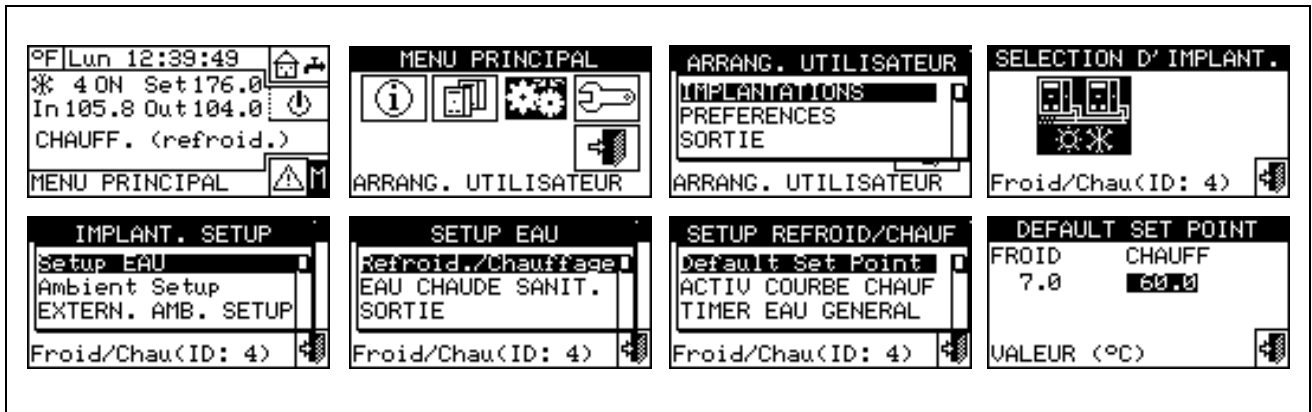 °F Lun 12:39:49
4 ON Set 176.0
In 105.8 Out 104.0
CHAUFF. (refroid.)
MENU PRINCIPAL M
MENU PRINCIPAL
i
ARRANG. UTILISATEUR
ARRANG. UTILISATEUR
IMPLANTATIONS
PREFERENCES
SORTIE
ARRANG. UTILISATEUR
SELECTION D'IMPLANT.
Froid/Chau(ID: 4)
IMPLANT. SETUP
Setup EAU
Ambient Setup
EXTERN. AMB. SETUP
Froid/Chau(ID: 4)
SETUP EAU
Refroid./Chauffage
EAU CHAUDE SANIT.
SORTIE
Froid/Chau(ID: 4)
SETUP REFROID/CHAUF
Default Set Point
ACTIV COURBE CHAUF
TIMER EAU GENERAL
Froid/Chau(ID: 4)
DEFAULT SET POINT
FROID CHAUFF
7.0 60.0
VALEUR (°C)